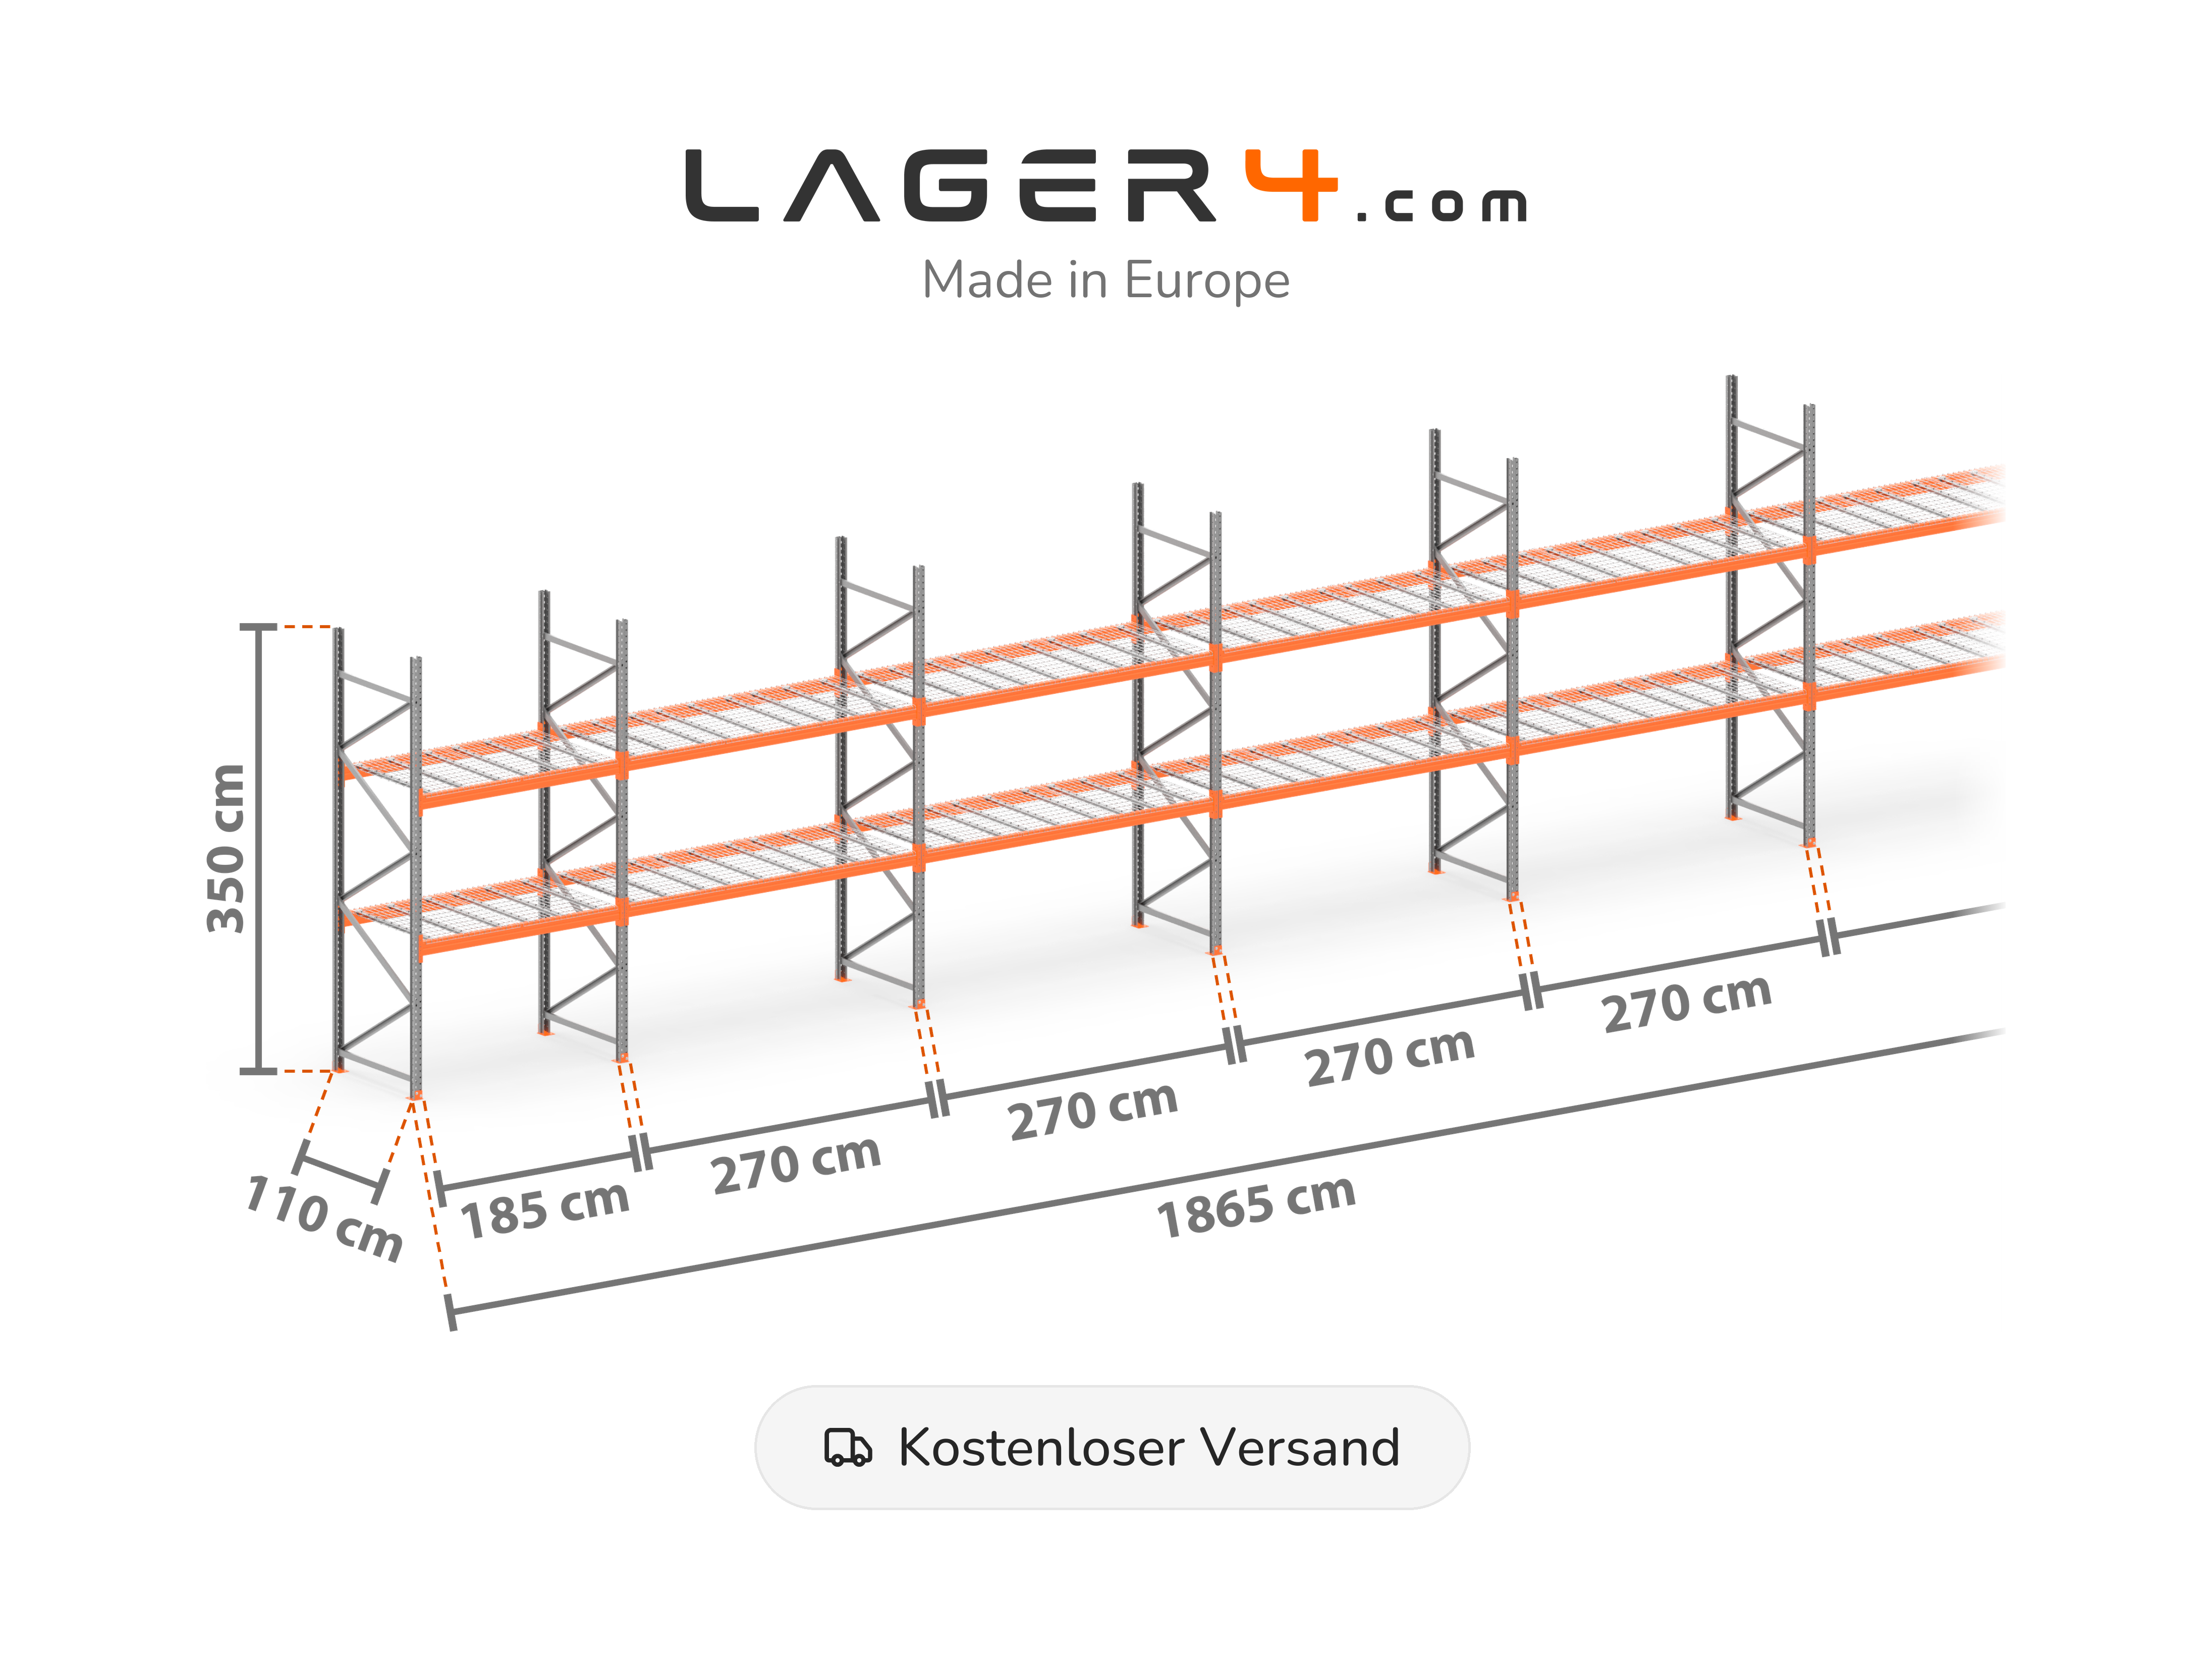 LAGER4.com
Made in Europe
350 cm
110 cm
185 cm
270 cm
270 cm
270 cm
270 cm
1865 cm
Kostenloser Versand